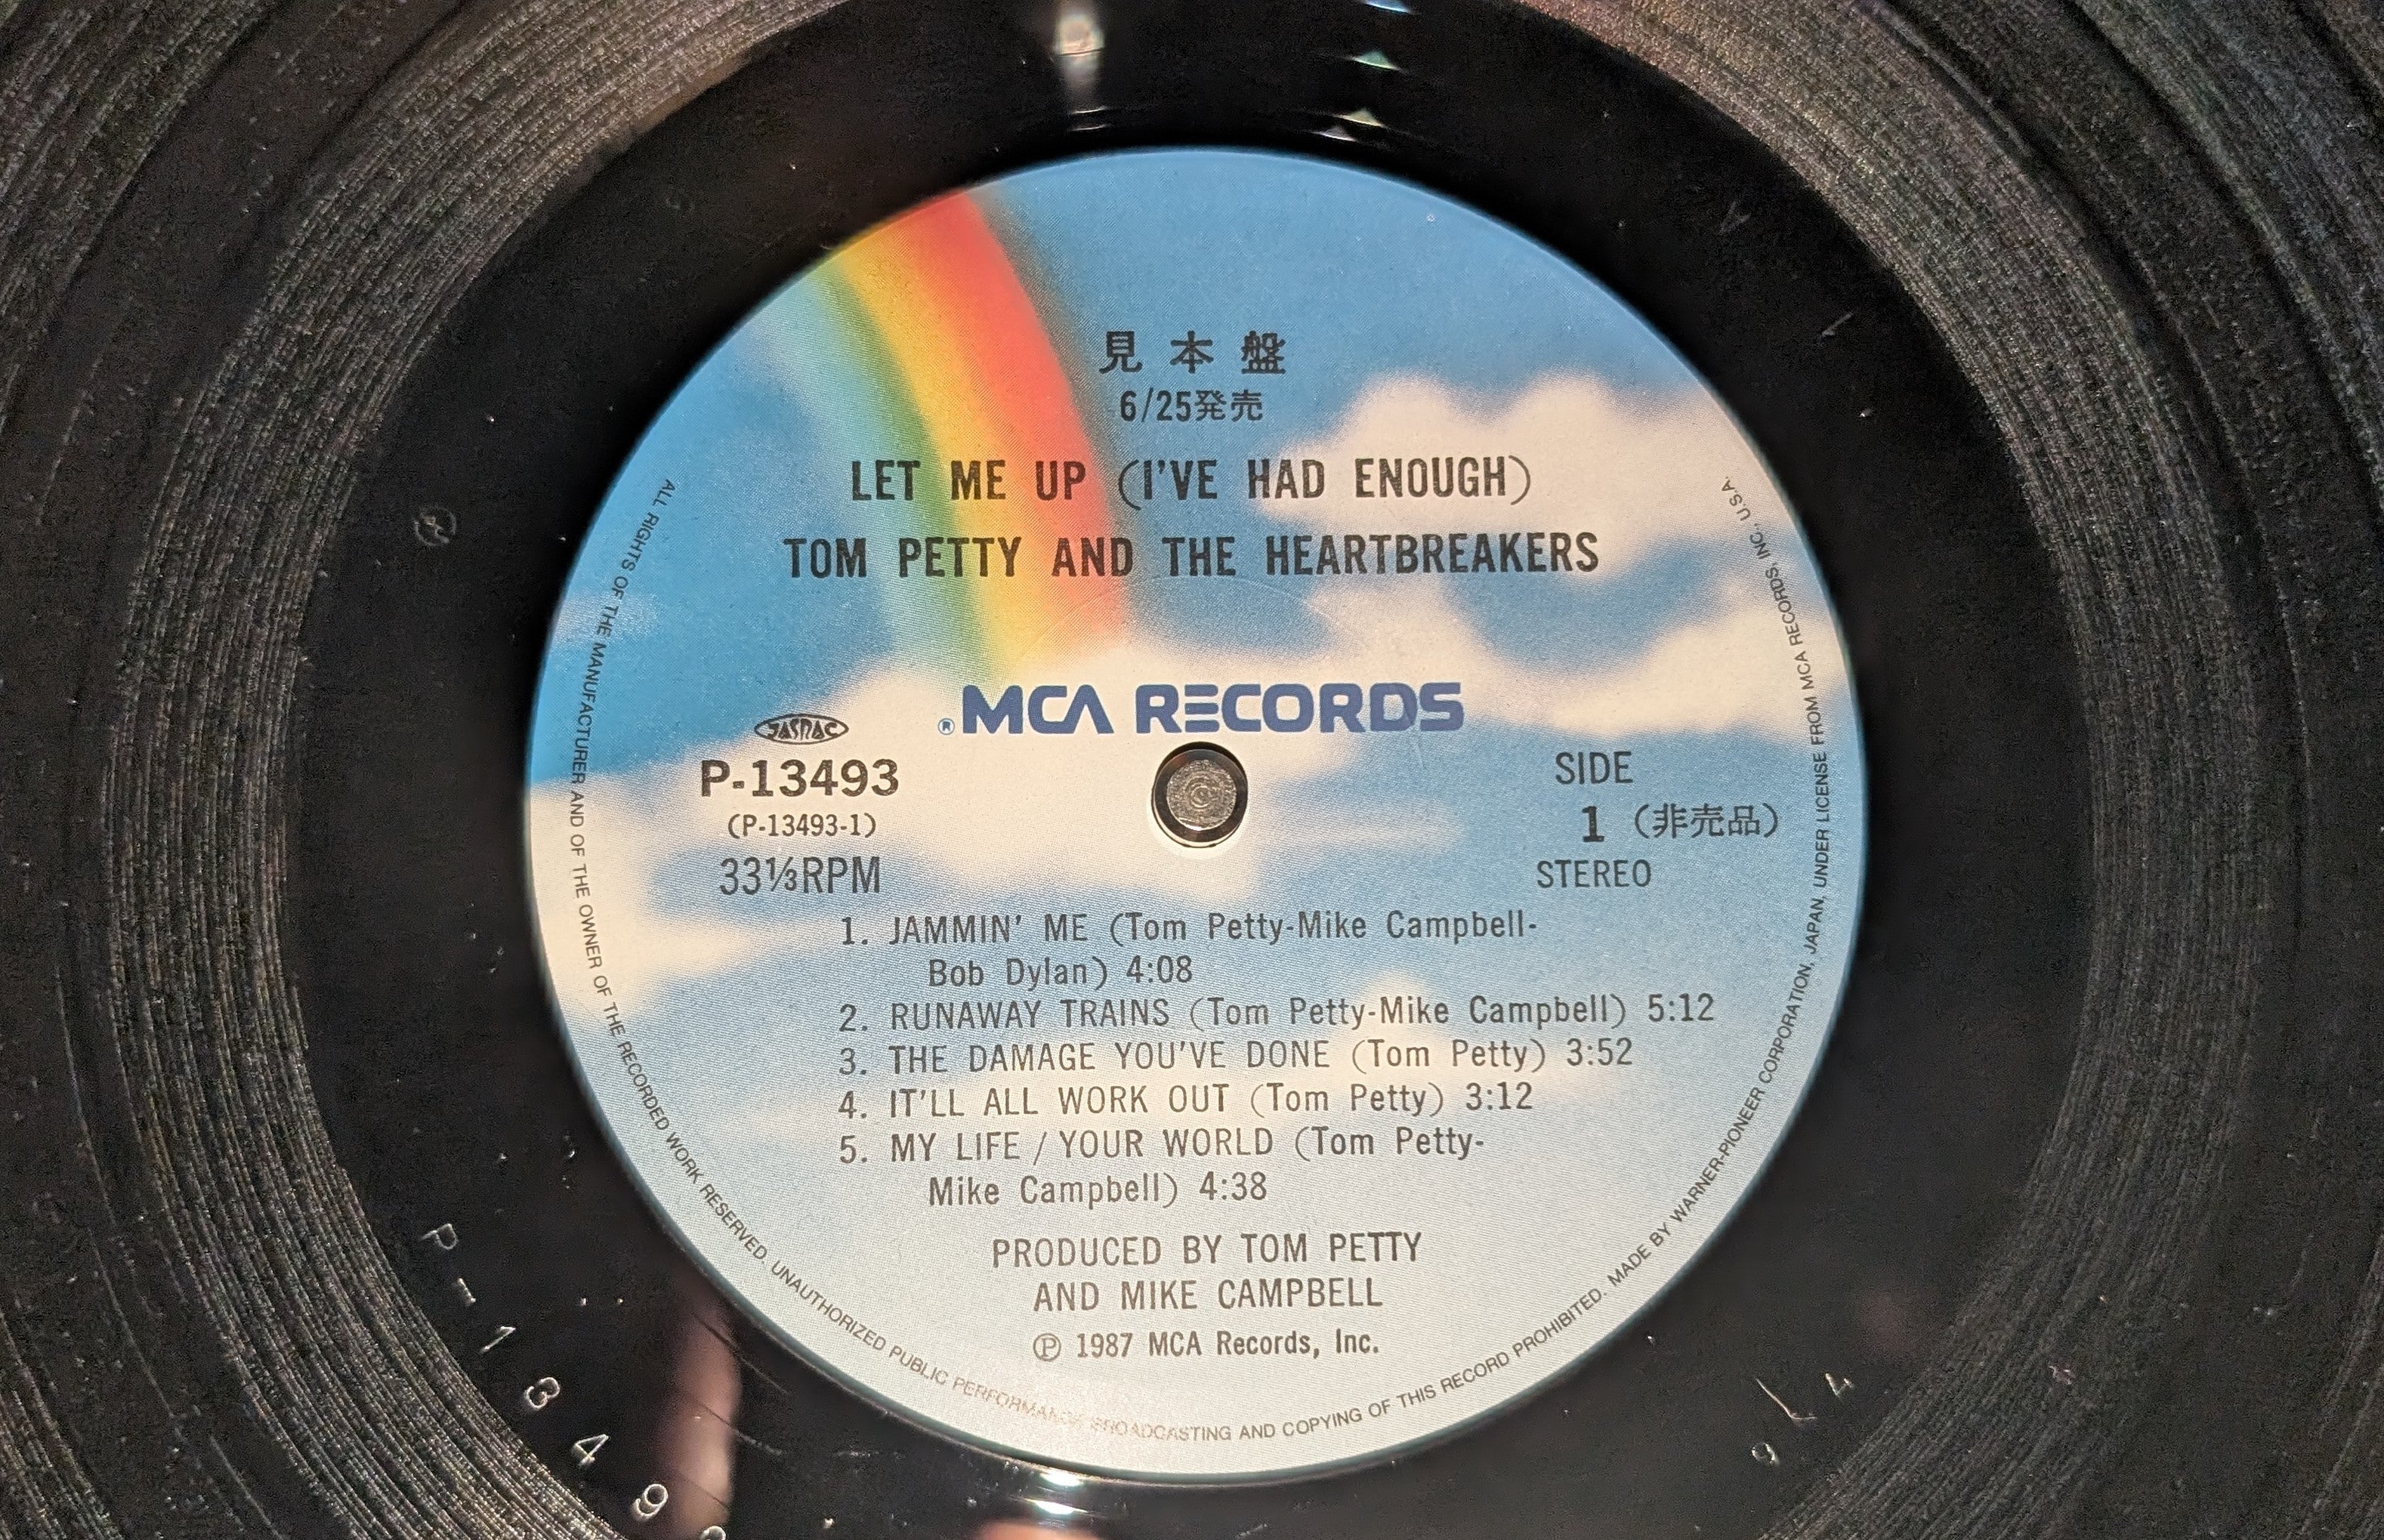 見本盤
6/25発売
LET ME UP (I'VE HAD ENOUGH)
TOM PETTY AND THE HEARTBREAKERS
®MCA RECORDS
JASRAC
P-13493
(P-13493-1)
33⅓RPM
SIDE
1 (非売品)
STEREO
1. JAMMIN' ME (Tom Petty-Mike Campbell-
Bob Dylan) 4:08
2. RUNAWAY TRAINS (Tom Petty-Mike Campbell) 5:12
3. THE DAMAGE YOU'VE DONE (Tom Petty) 3:52
4. IT'LL ALL WORK OUT (Tom Petty) 3:12
5. MY LIFE / YOUR WORLD (Tom Petty-
Mike Campbell) 4:38
PRODUCED BY TOM PETTY
AND MIKE CAMPBELL
Ⓟ 1987 MCA Records, Inc.
ALL RIGHTS OF THE MANUFACTURER AND OF THE OWNER OF THE RECORDED WORK RESERVED. UNAUTHORIZED PUBLIC PERFORMANCE BROADCASTING AND COPYING OF THIS RECORD PROHIBITED. MADE BY WARNER-PIONEER CORPORATION, JAPAN, UNDER LICENSE FROM MCA RECORDS, INC., U.S.A.
P-1349